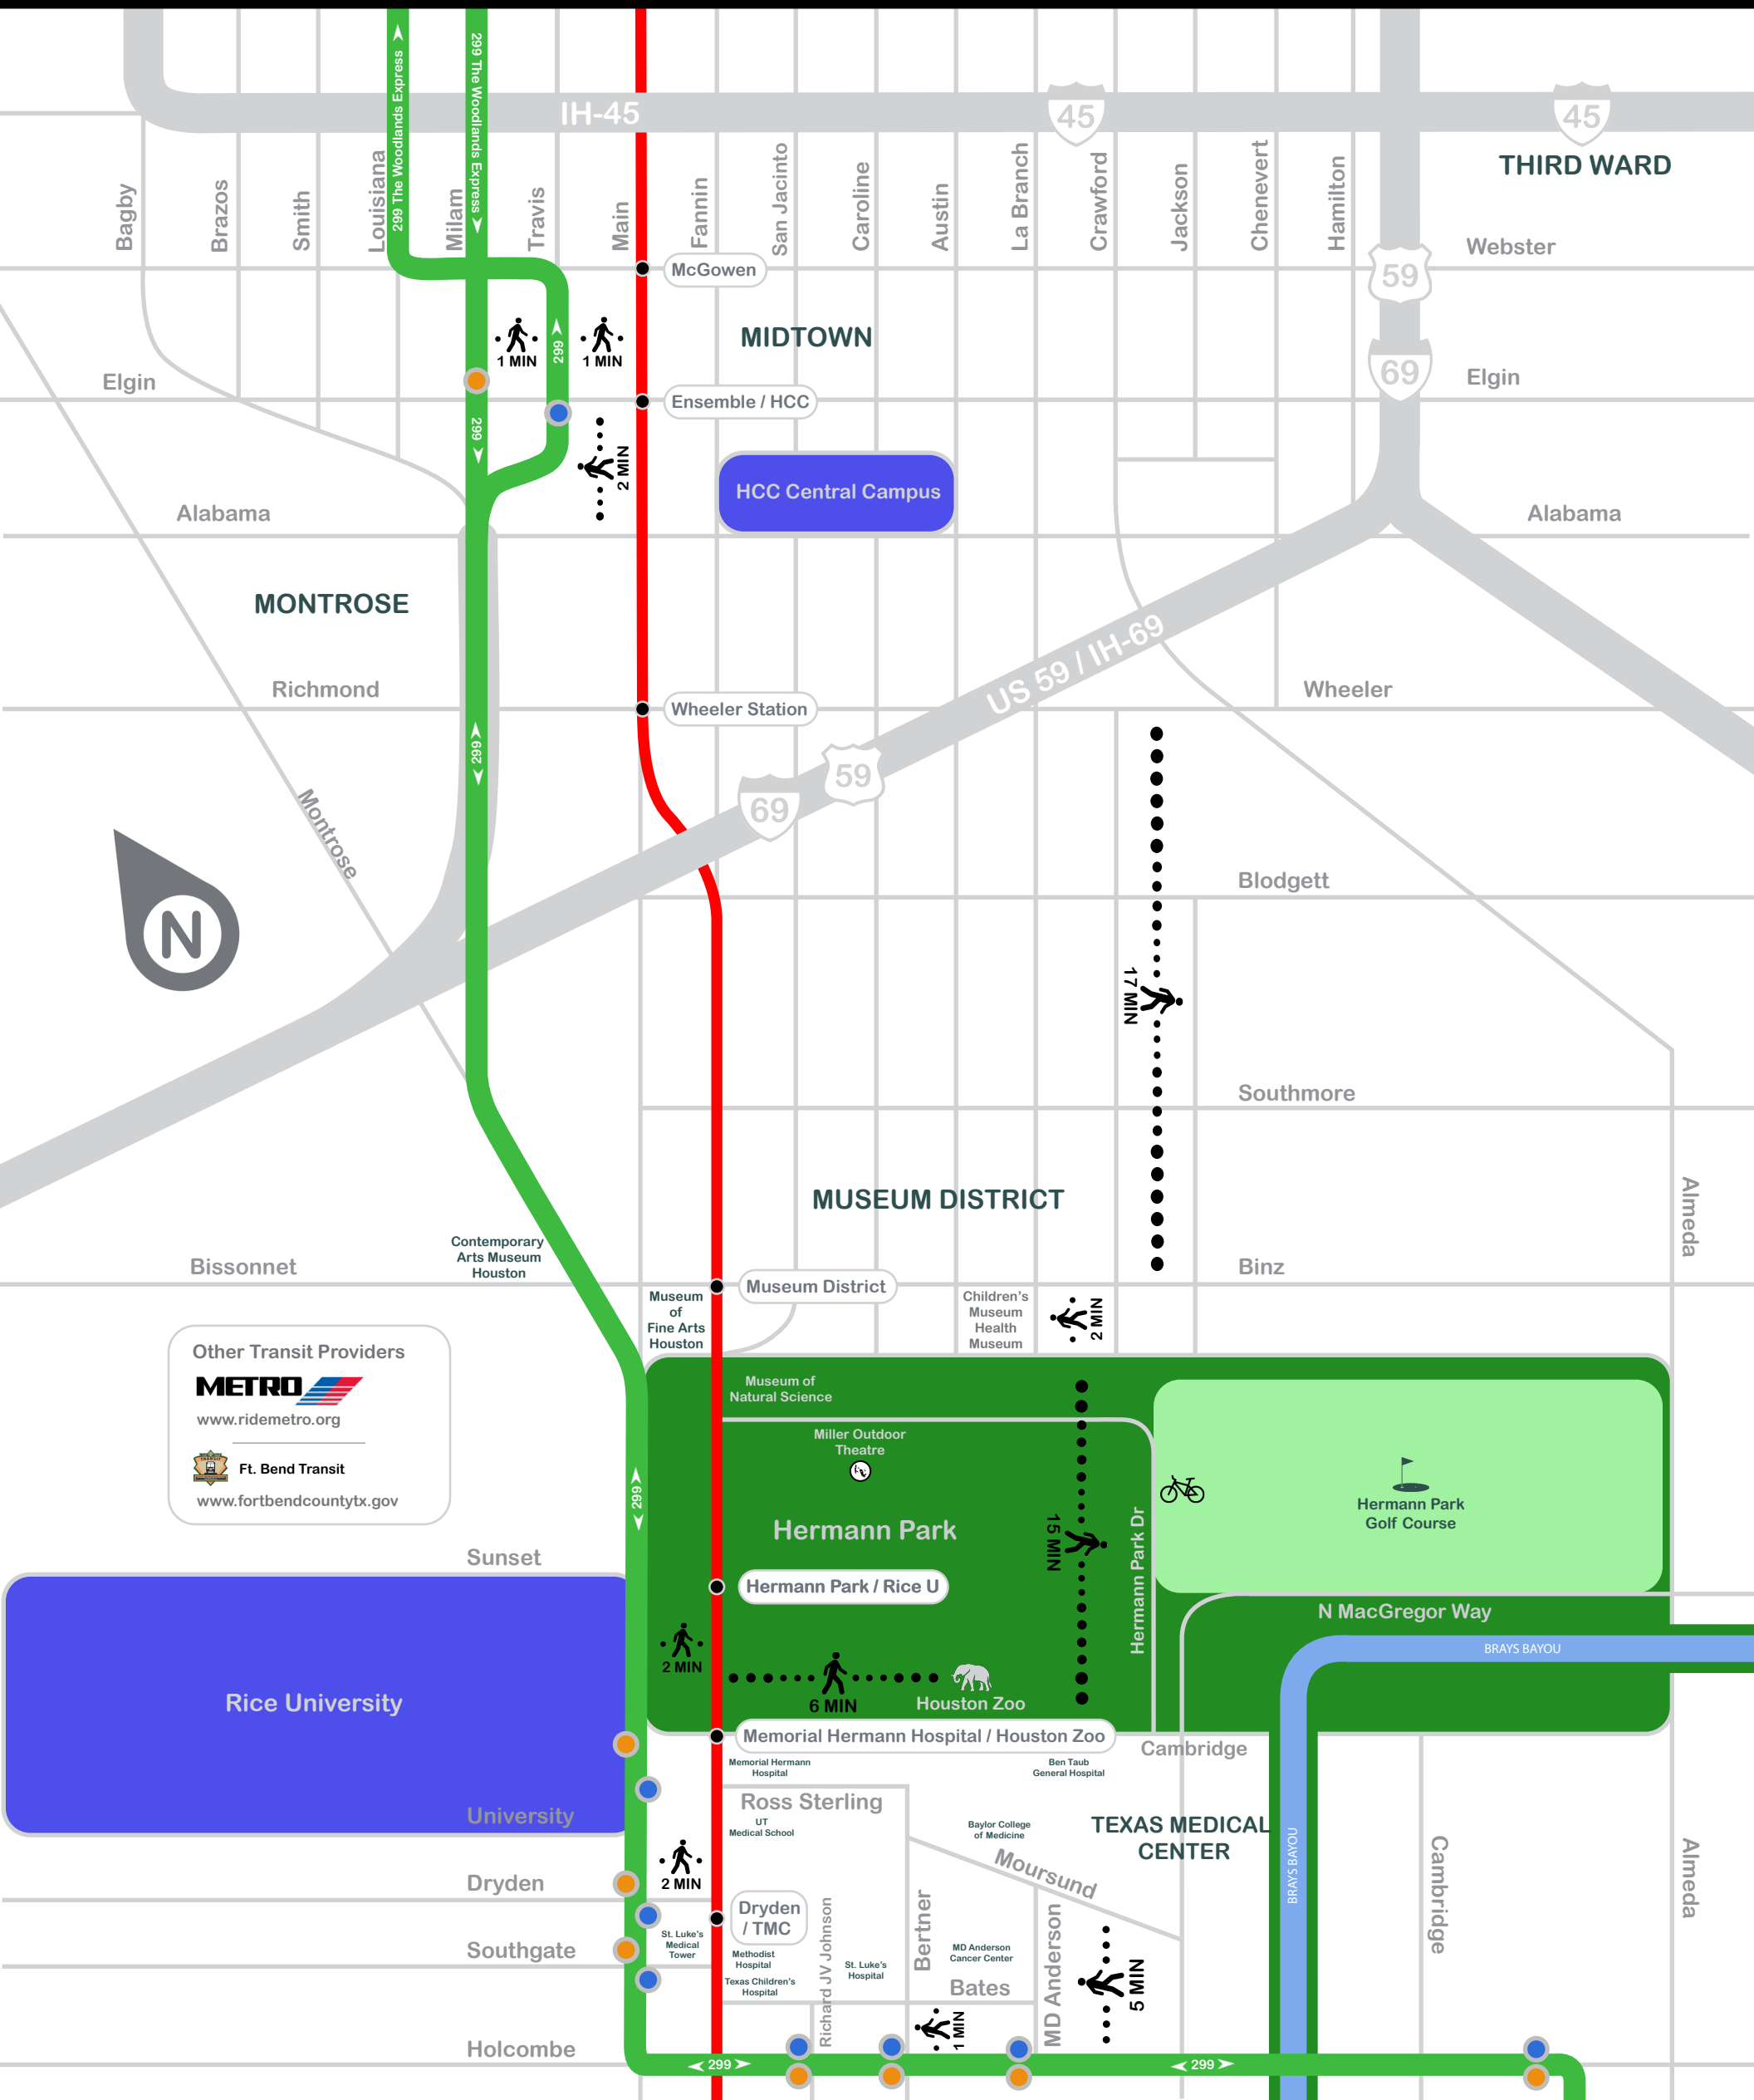 299 The Woodlands Express
299 The Woodlands Express
IH-45
45
45
THIRD WARD
Bagby
Brazos
Smith
Louisiana
Milam
Travis
Main
Fannin
San Jacinto
Caroline
Austin
La Branch
Crawford
Jackson
Chenevert
Hamilton
Webster
McGowen
59
MIDTOWN
299
1 MIN
1 MIN
69
Elgin
Elgin
Ensemble / HCC
299
2 MIN
HCC Central Campus
Alabama
Alabama
MONTROSE
US 59 / IH-69
Richmond
Wheeler Station
Wheeler
299
59
69
Montrose
Blodgett
N
17 MIN
Southmore
MUSEUM DISTRICT
Almeda
Contemporary
Arts Museum
Houston
Bissonnet
Museum District
Binz
Museum
of
Fine Arts
Houston
Children's
Museum
Health
Museum
2 MIN
Other Transit Providers
METRO
www.ridemetro.org
Ft. Bend Transit
www.fortbendcountytx.gov
Museum of
Natural Science
Miller Outdoor
Theatre
299
Hermann Park
Golf Course
Hermann Park
15 MIN
Hermann Park Dr
Sunset
Hermann Park / Rice U
N MacGregor Way
BRAYS BAYOU
2 MIN
6 MIN
Houston Zoo
Rice University
Memorial Hermann Hospital / Houston Zoo
Cambridge
Memorial Hermann
Hospital
Ben Taub
General Hospital
Ross Sterling
University
UT
Medical School
Baylor College
of Medicine
TEXAS MEDICAL
CENTER
Moursund
BRAYS BAYOU
Cambridge
Almeda
2 MIN
Dryden
Dryden
/ TMC
Richard JV Johnson
Bertner
MD Anderson
Southgate
St. Luke's
Medical
Tower
Methodist
Hospital
Texas Children's
Hospital
St. Luke's
Hospital
MD Anderson
Cancer Center
Bates
5 MIN
1 MIN
Holcombe
299
299